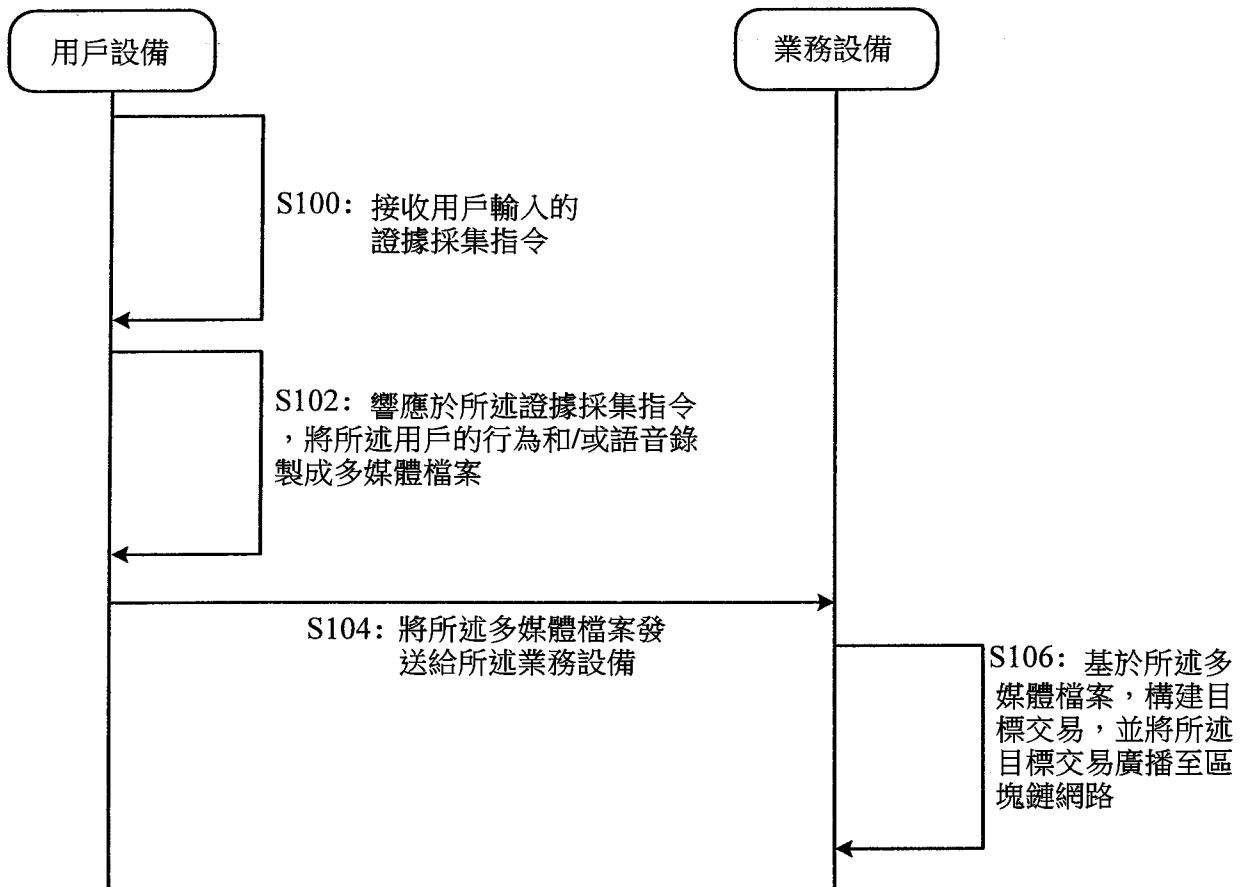 用戶設備
業務設備
S100: 接收用戶輸入的
證據採集指令
S102: 響應於所述證據採集指令
，將所述用戶的行為和/或語音錄
製成多媒體檔案
S104: 將所述多媒體檔案發
送給所述業務設備
S106: 基於所述多
媒體檔案，構建目
標交易，並將所述
目標交易廣播至區
塊鏈網路